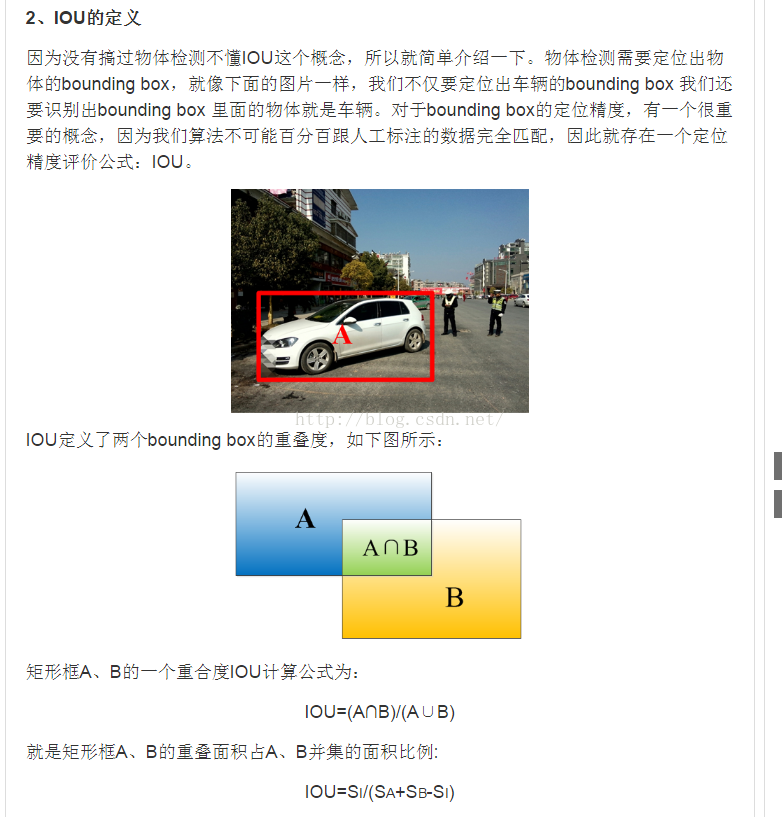 2、IOU的定义
因为没有搞过物体检测不懂IOU这个概念，所以就简单介绍一下。物体检测需要定位出物
体的bounding box，就像下面的图片一样，我们不仅要定位出车辆的bounding box 我们还
要识别出bounding box 里面的物体就是车辆。对于bounding box的定位精度，有一个很重
要的概念，因为我们算法不可能百分百跟人工标注的数据完全匹配，因此就存在一个定位
精度评价公式：IOU。
A
http://blog.csdn.net/
IOU定义了两个bounding box的重叠度，如下图所示：
A
A∩B
B
矩形框A、B的一个重合度IOU计算公式为：
IOU=(A∩B)/(A∪B)
就是矩形框A、B的重叠面积占A、B并集的面积比例:
IOU=SI/(SA+SB-SI)